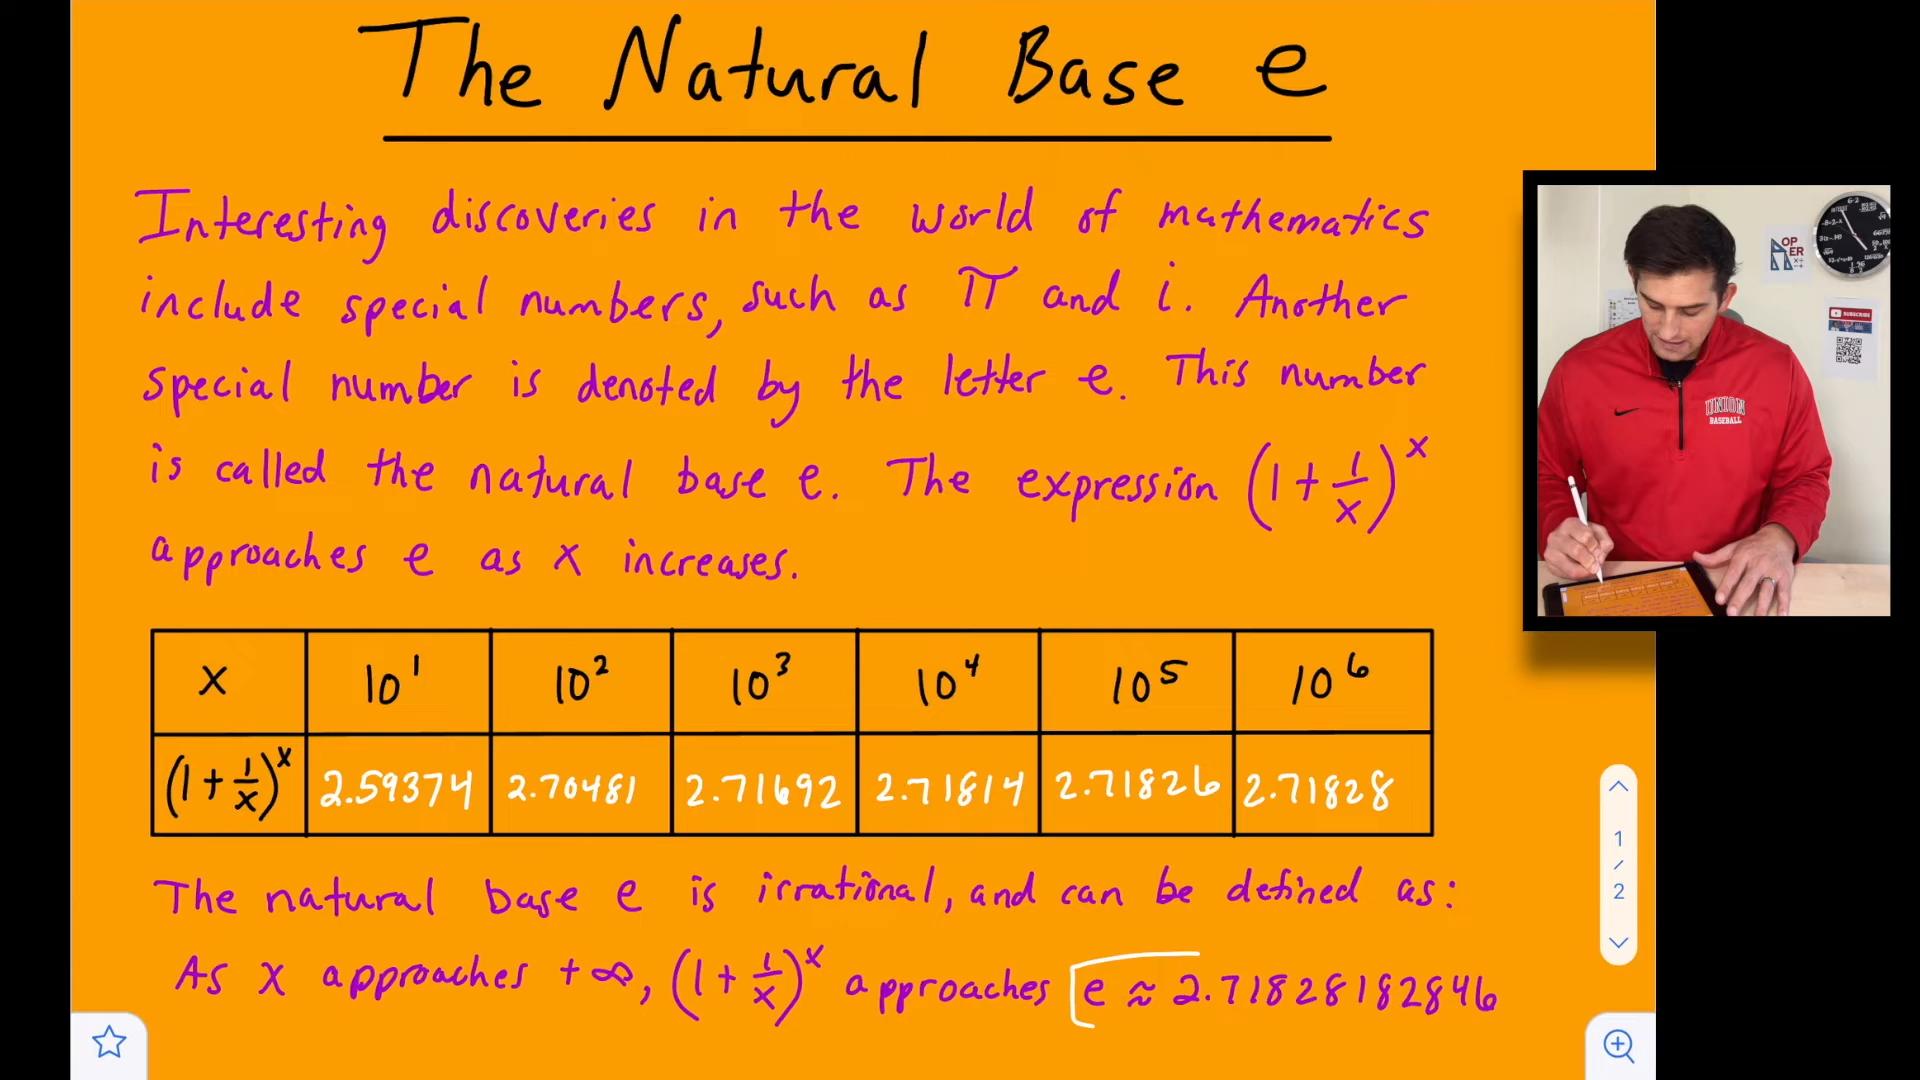 The Natural Base e
Interesting discoveries in the world of mathematics
include special numbers, such as π and i. Another
special number is denoted by the letter e. This number
is called the natural base e. The expression (1 + 1/x)^x
approaches e as x increases.
x 10^1 10^2 10^3 10^4 10^5 10^6
(1 + 1/x)^x 2.59374 2.70481 2.71692 2.71814 2.71826 2.71828
The natural base e is irrational, and can be defined as:
As x approaches +∞, (1 + 1/x)^x approaches e ≈ 2.71828182846
1
/
2
OP
ER
SUBSCRIBE
UNION
BASEBALL